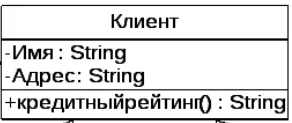 Клиент
-Имя : String
-Адрес: String
+кредитныйрейтинг() : String